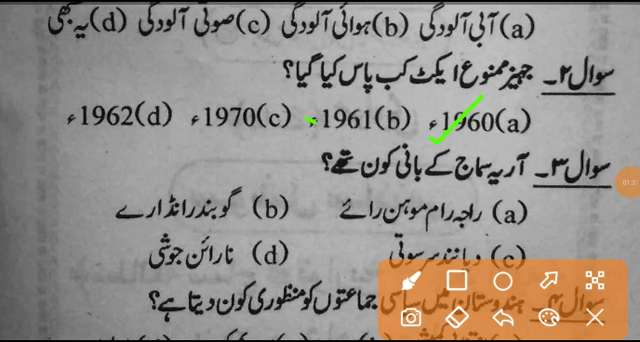 (a) آبی آلودگی (b) ہوائی آلودگی (c) صوتی آلودگی (d) یہ سبھی
سوال ۲۔ جہیز ممنوع ایکٹ کب پاس کیا گیا؟
(a) 1960ء (b) 1961ء (c) 1970ء (d) 1962ء
سوال ۳۔ آریہ سماج کے بانی کون تھے؟
(a) راجہ رام موہن رائے (b) گوبند رانڈارے
(c) دیانند سرسوتی (d) نارائن جوشی
سوال ۴۔ ہندوستان میں سیاسی جماعتوں کو منظوری کون دیتا ہے؟